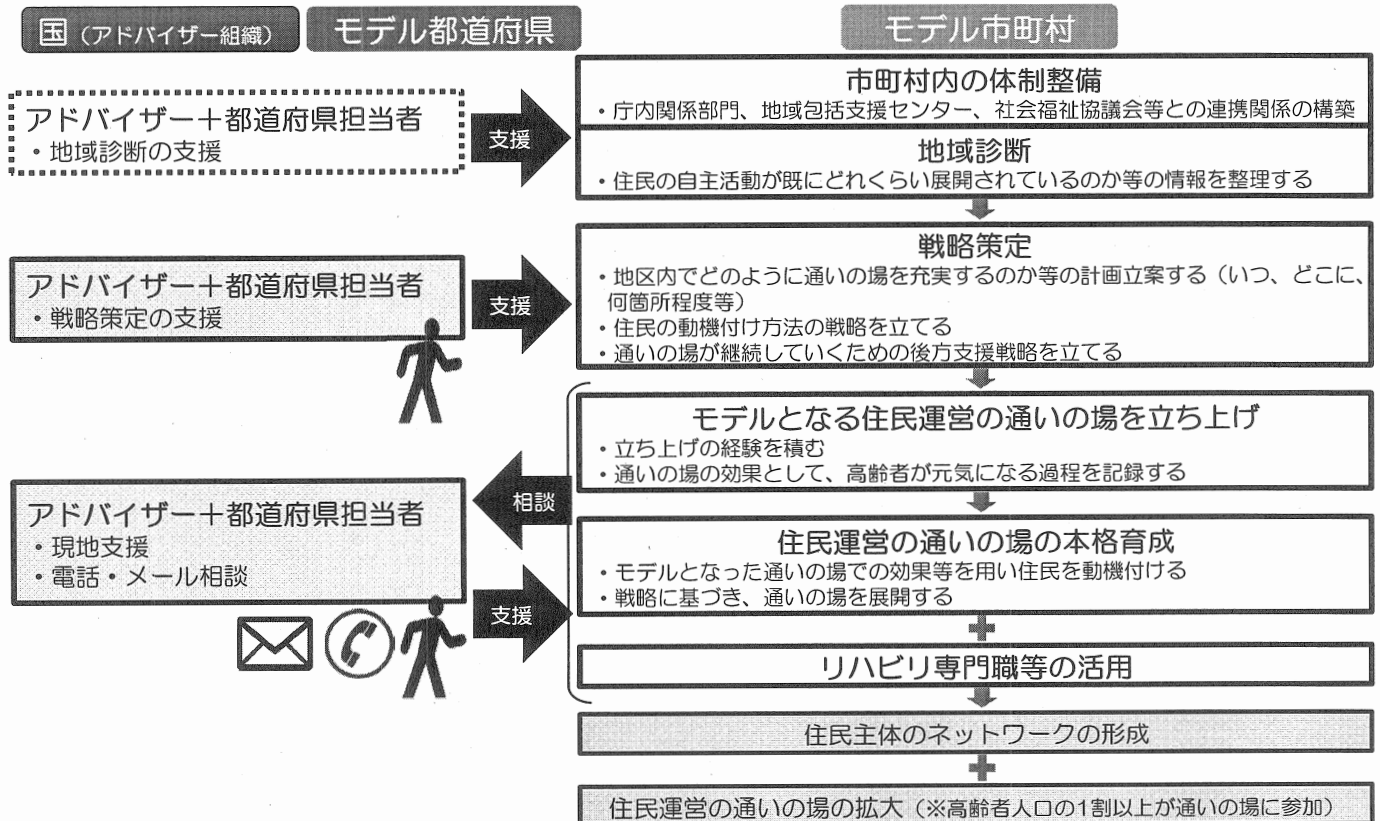 国(アドバイザー組織)
モデル都道府県
モデル市町村
アドバイザー+都道府県担当者
・地域診断の支援
支援
市町村内の体制整備
・庁内関係部門、地域包括支援センター、社会福祉協議会等との連携関係の構築
地域診断
・住民の自主活動が既にどれくらい展開されているのか等の情報を整理する
アドバイザー+都道府県担当者
・戦略策定の支援
支援
戦略策定
・地区内でどのように通いの場を充実するのか等の計画立案する(いつ、どこに、
何箇所程度等)
・住民の動機付け方法の戦略を立てる
・通いの場が継続していくための後方支援戦略を立てる
モデルとなる住民運営の通いの場を立ち上げ
・立ち上げの経験を積む
・通いの場の効果として、高齢者が元気になる過程を記録する
相談
アドバイザー+都道府県担当者
・現地支援
・電話・メール相談
支援
住民運営の通いの場の本格育成
・モデルとなった通いの場での効果等を用い住民を動機付ける
・戦略に基づき、通いの場を展開する
リハビリ専門職等の活用
住民主体のネットワークの形成
住民運営の通いの場の拡大(※高齢者人口の1割以上が通いの場に参加)